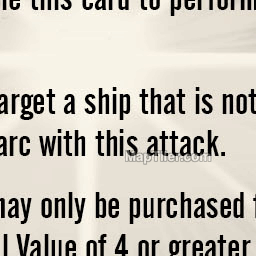 this card to perform
arget a ship that is not
arc with this attack.
MapTiler.com
may only be purchased
l Value of 4 or greater